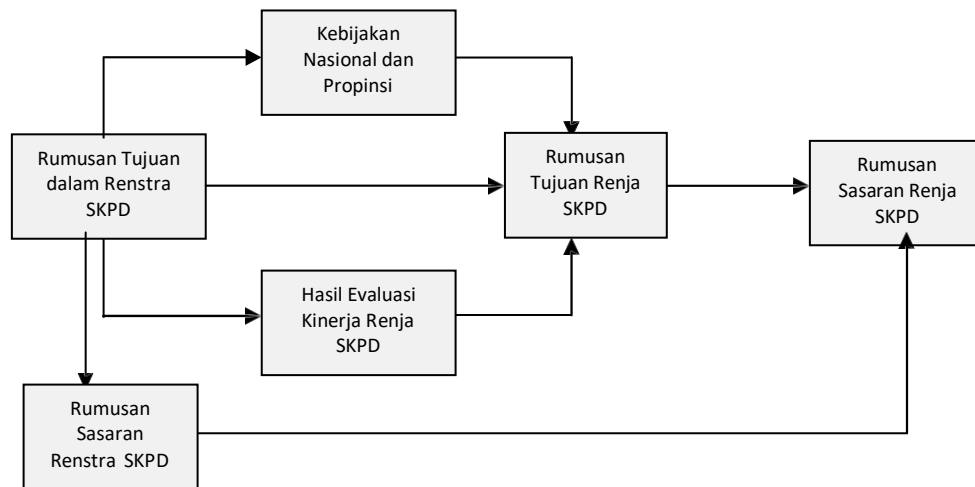 Kebijakan
Nasional dan
Propinsi
Rumusan Tujuan
dalam Renstra
SKPD
Rumusan
Tujuan Renja
SKPD
Rumusan
Sasaran Renja
SKPD
Hasil Evaluasi
Kinerja Renja
SKPD
Rumusan
Sasaran
Renstra SKPD